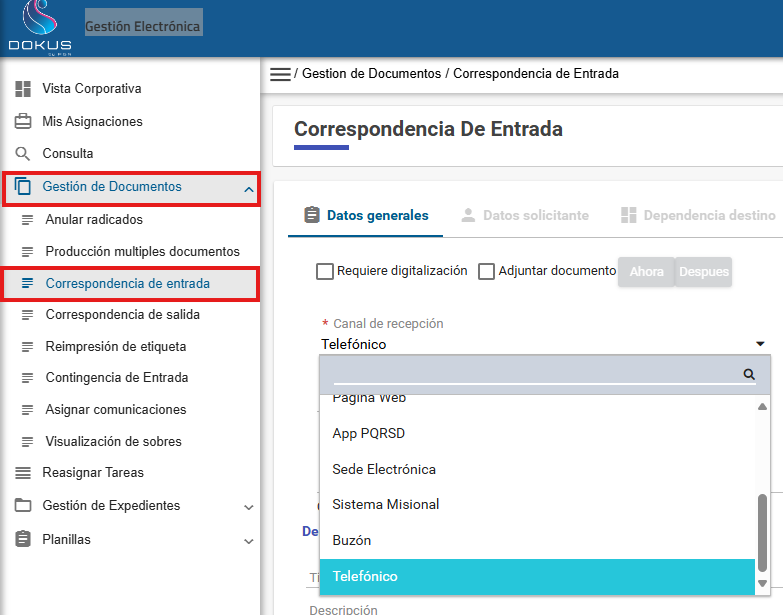 DOKUS
Gestión Electrónica
Vista Corporativa
Mis Asignaciones
Consulta
Gestión de Documentos
Anular radicados
Producción multiples documentos
Correspondencia de entrada
Correspondencia de salida
Reimpresión de etiqueta
Contingencia de Entrada
Asignar comunicaciones
Visualización de sobres
Reasignar Tareas
Gestión de Expedientes
Planillas
/ Gestion de Documentos / Correspondencia de Entrada
Correspondencia De Entrada
Datos generales Datos solicitante Dependencia destino
Requiere digitalización Adjuntar documento Ahora Despues
* Canal de recepción
Telefónico
Pagina Web
App PQRSD
Sede Electrónica
Sistema Misional
Buzón
De
Telefónico
Descripción